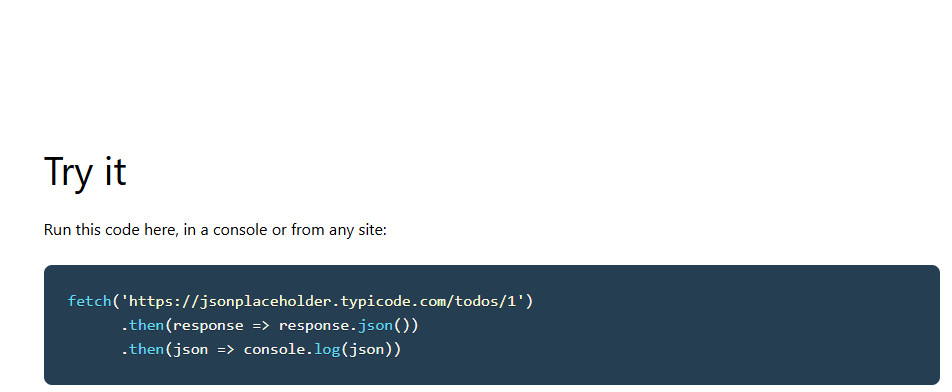 Try it
Run this code here, in a console or from any site:
fetch('https://jsonplaceholder.typicode.com/todos/1')
      .then(response => response.json())
      .then(json => console.log(json))